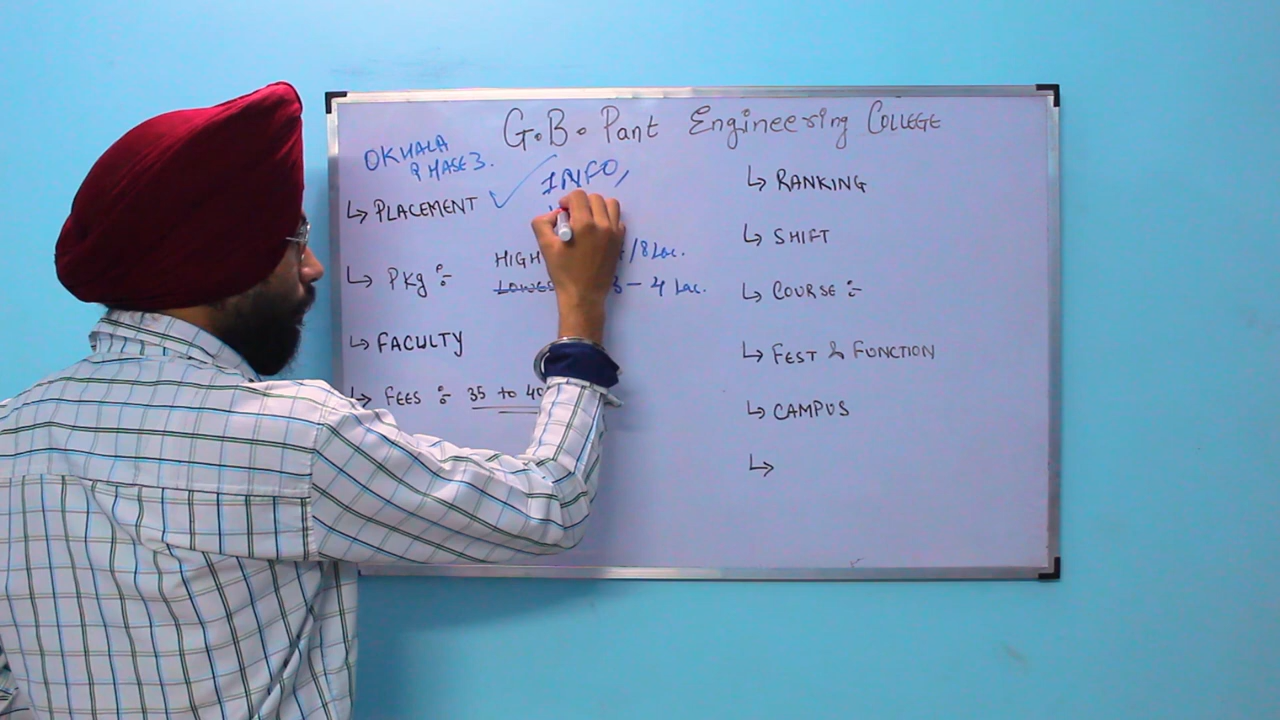 G.B. Pant Engineering COLLEGE
OKHALA
PHASE 3.
↳ PLACEMENT ✓ INFO,
↳ PKg :- HIGH /8 Lac.
LOWES 3 - 4 Lac.
↳ FACULTY
↳ FEES :- 35 to 40
↳ RANKING
↳ SHIFT
↳ COURSE :-
↳ FEST & FUNCTION
↳ CAMPUS
↳